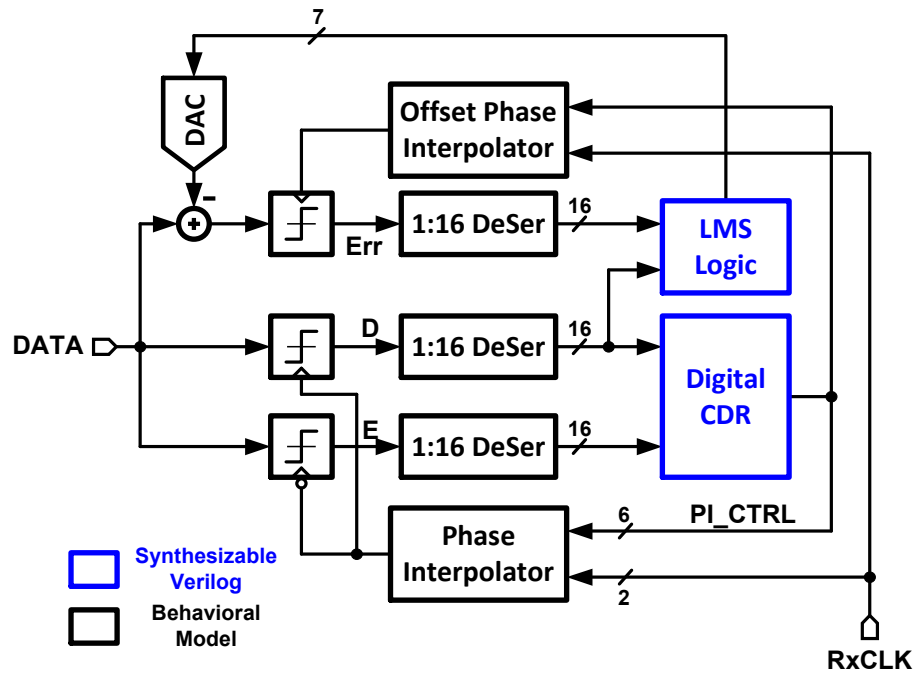 7
DAC
Offset Phase
Interpolator
-
+
Err
1:16 DeSer
16
LMS
Logic
DATA
D
1:16 DeSer
16
Digital
CDR
E
1:16 DeSer
16
Phase
Interpolator
6
PI_CTRL
2
Synthesizable
Verilog
Behavioral
Model
RxCLK